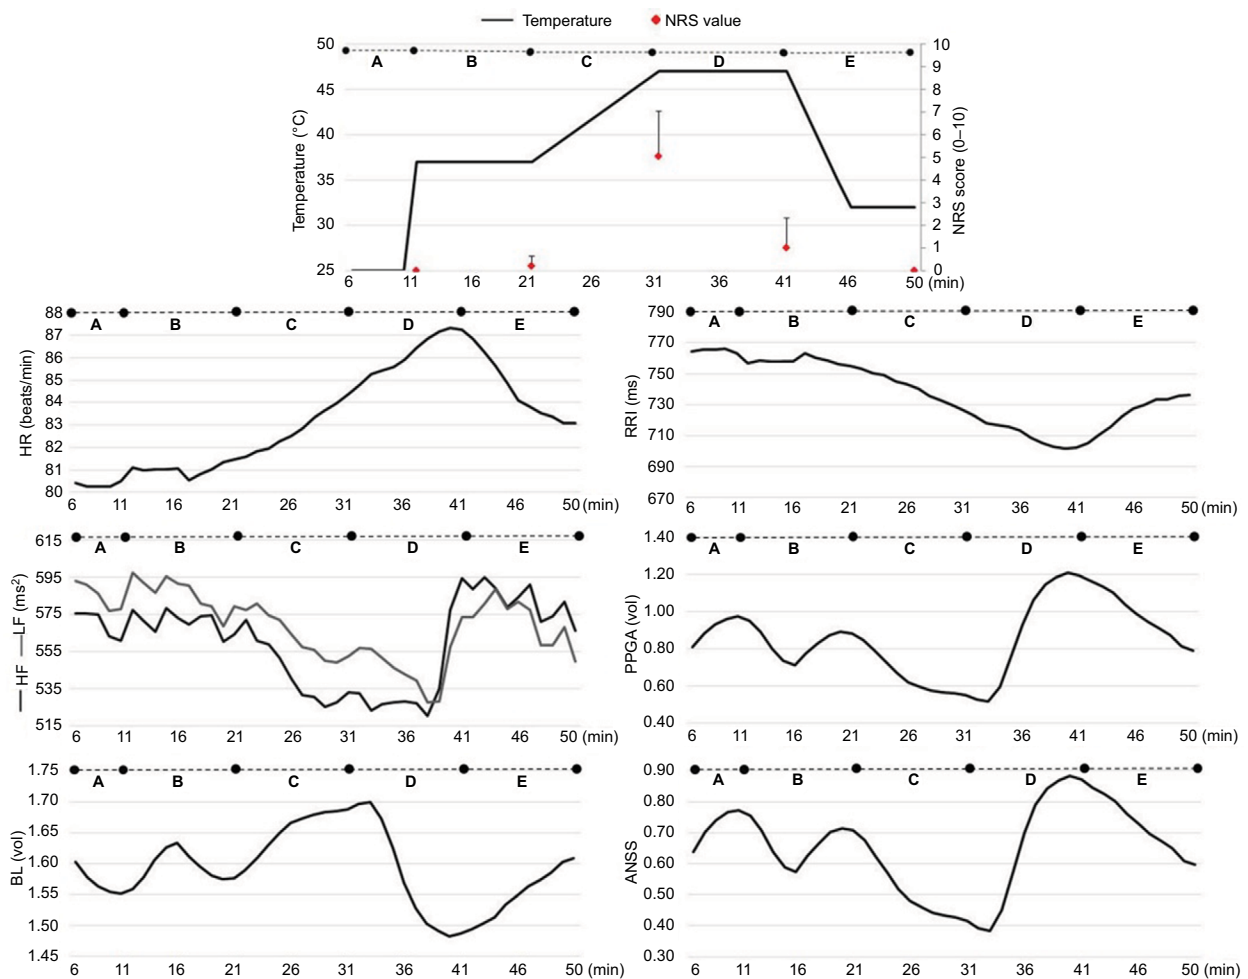 Temperature NRS value
50 10
A B C D E
9
45 8
7
40 6
5
35 4
3
30 2
1
25 0
Temperature (°C)
NRS score (0–10)
6 11 16 21 26 31 36 41 46 50 (min)
88
A B C D E
87
86
85
84
83
82
81
80
HR (beats/min)
6 11 16 21 26 31 36 41 46 50 (min)
790
A B C D E
770
750
730
710
690
670
RRI (ms)
6 11 16 21 26 31 36 41 46 50 (min)
615
A B C D E
595
575
555
535
515
HF LF (ms²)
6 11 16 21 26 31 36 41 46 50 (min)
1.40
A B C D E
1.20
1.00
0.80
0.60
0.40
PPGA (vol)
6 11 16 21 26 31 36 41 46 50 (min)
1.75
A B C D E
1.70
1.65
1.60
1.55
1.50
1.45
BL (vol)
6 11 16 21 26 31 36 41 46 50 (min)
0.90
A B C D E
0.80
0.70
0.60
0.50
0.40
0.30
ANSS
6 11 16 21 26 31 36 41 46 50 (min)